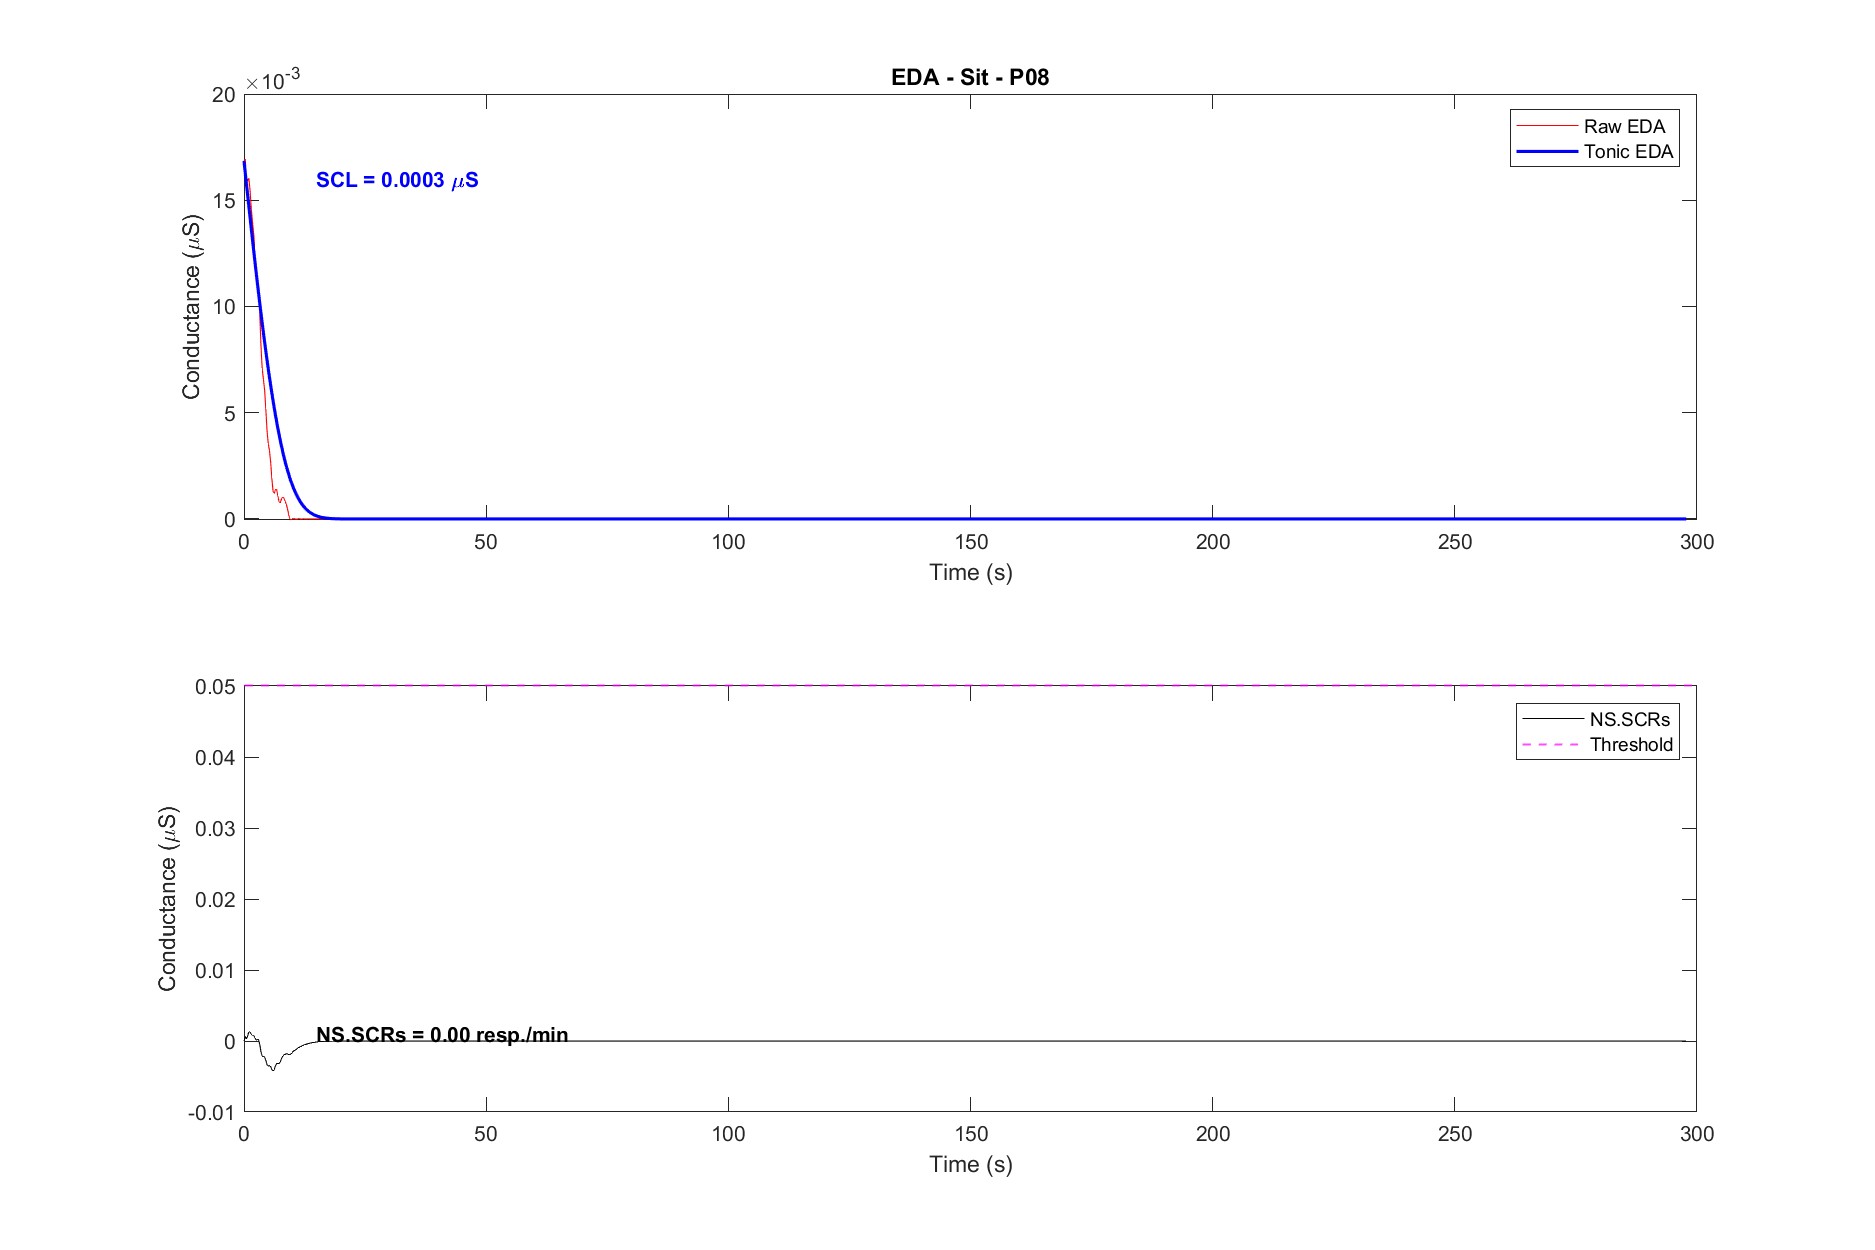 EDA - Sit - P08
×10-3
20
15
10
5
0
0 50 100 150 200 250 300
Conductance (μS)
Time (s)
SCL = 0.0003 μS
Raw EDA
Tonic EDA
0.05
0.04
0.03
0.02
0.01
0
-0.01
0 50 100 150 200 250 300
Conductance (μS)
Time (s)
NS.SCRs = 0.00 resp./min
NS.SCRs
Threshold